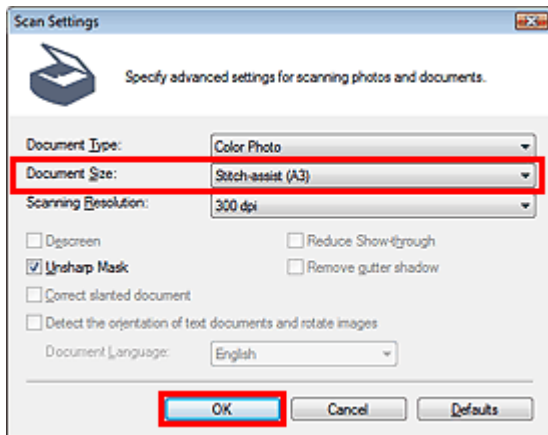 Scan Settings
Specify advanced settings for scanning photos and documents.
Document Type: Color Photo
Document Size: Stitch-assist (A3)
Scanning Resolution: 300 dpi
Descreen Reduce Show-through
Unsharp Mask Remove gutter shadow
Correct slanted document
Detect the orientation of text documents and rotate images
Document Language: English
OK Cancel Defaults